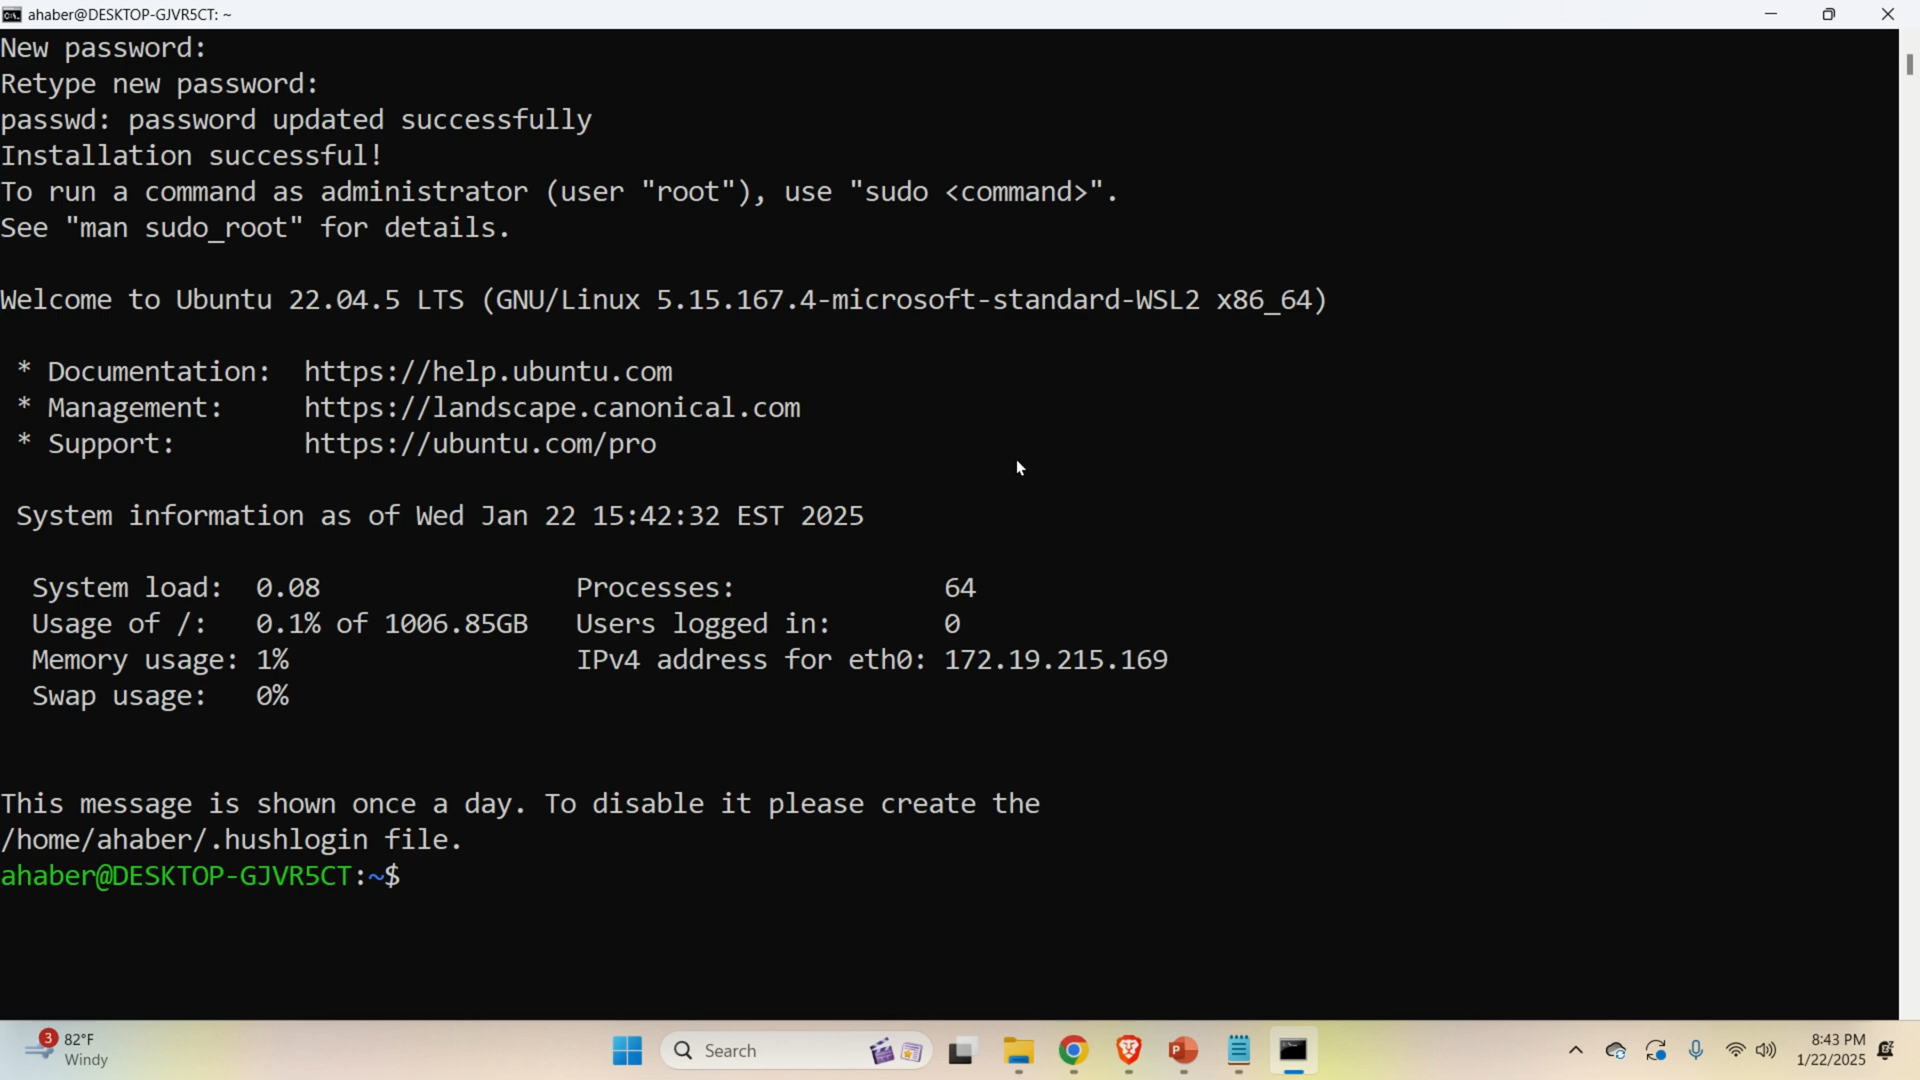 ahaber@DESKTOP-GJVR5CT: ~
New password:
Retype new password:
passwd: password updated successfully
Installation successful!
To run a command as administrator (user "root"), use "sudo <command>".
See "man sudo_root" for details.
Welcome to Ubuntu 22.04.5 LTS (GNU/Linux 5.15.167.4-microsoft-standard-WSL2 x86_64)
* Documentation:  https://help.ubuntu.com
* Management:     https://landscape.canonical.com
* Support:        https://ubuntu.com/pro
System information as of Wed Jan 22 15:42:32 EST 2025
System load:  0.08                Processes:             64
Usage of /:   0.1% of 1006.85GB   Users logged in:       0
Memory usage: 1%                  IPv4 address for eth0: 172.19.215.169
Swap usage:   0%
This message is shown once a day. To disable it please create the
/home/ahaber/.hushlogin file.
ahaber@DESKTOP-GJVR5CT:~$
3
82°F
Windy
Search
8:43 PM
1/22/2025